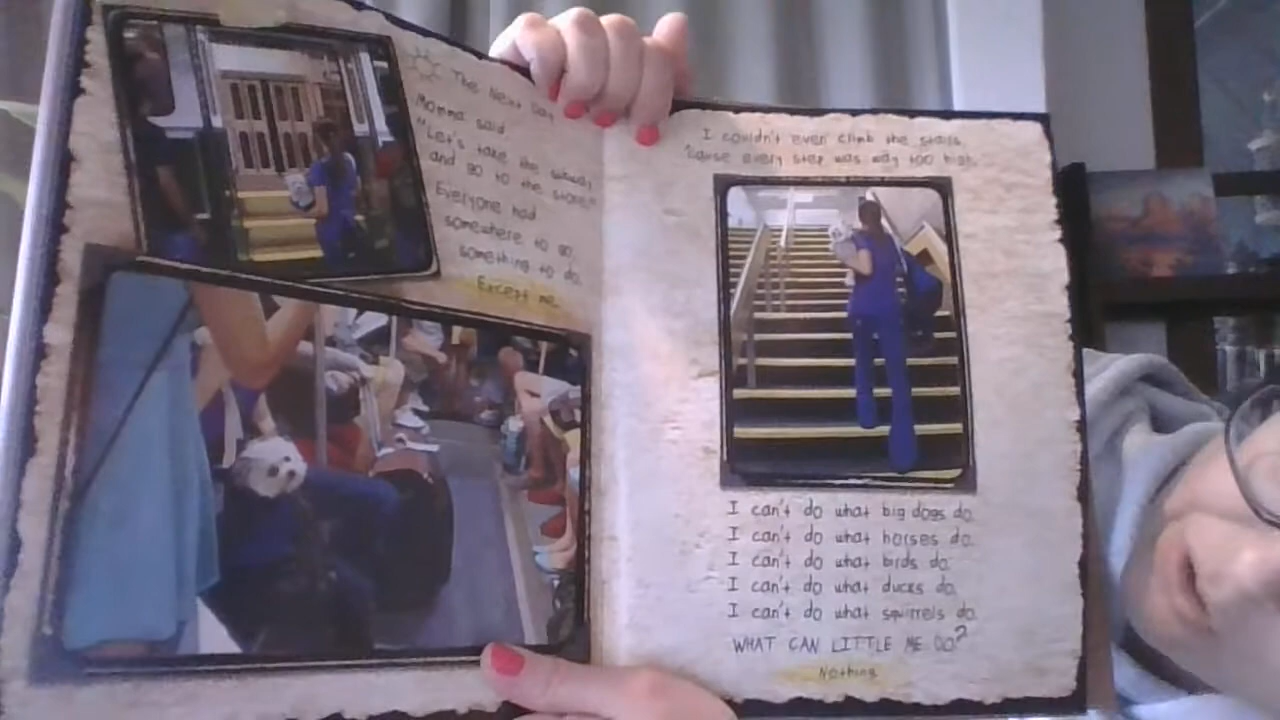 The Next Day
Momma said
"Let's take the subway
and go to the store."
Everyone had
somewhere to go,
something to do.
Except me.
I couldn't even climb the stairs.
'Cause every step was way too high.
I can't do what big dogs do.
I can't do what horses do.
I can't do what birds do.
I can't do what ducks do.
I can't do what squirrels do.
WHAT CAN LITTLE ME DO?
Nothing.